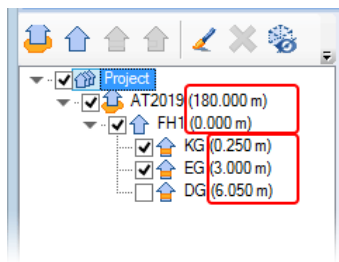 Project
AT2019 (180.000 m)
FH1 (0.000 m)
KG (0.250 m)
EG (3.000 m)
DG (6.050 m)